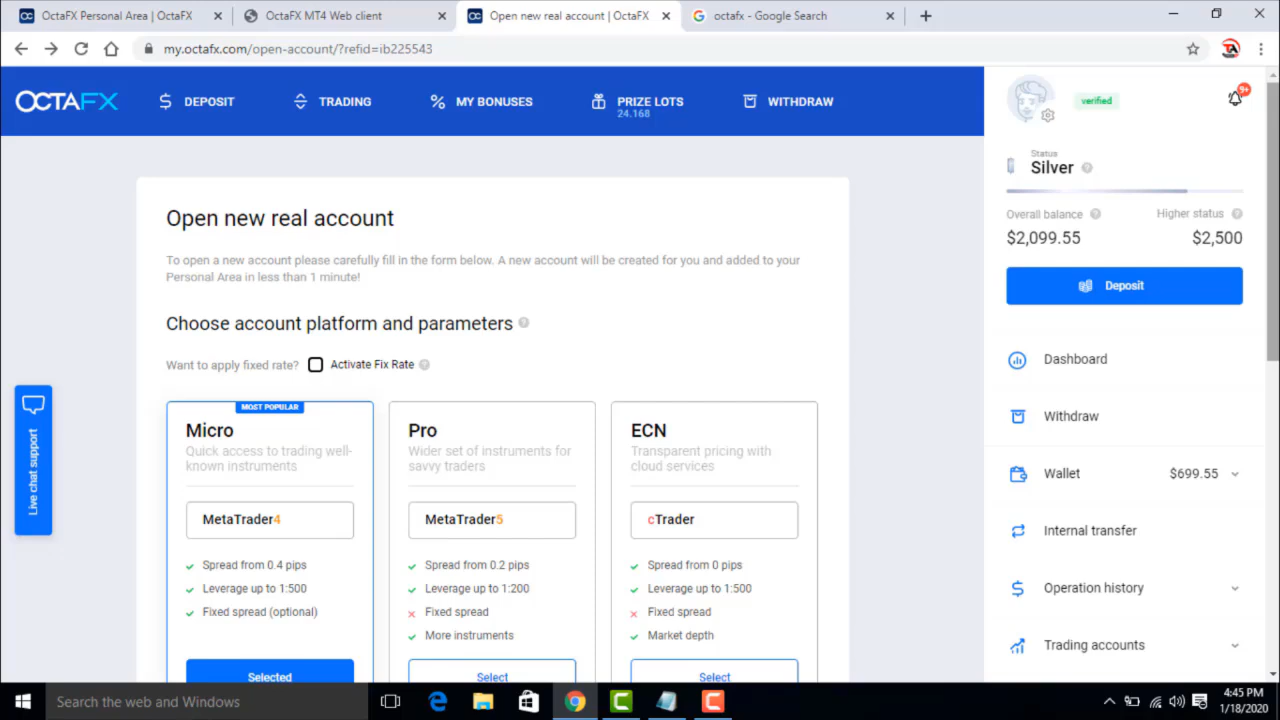 OctaFX Personal Area | OctaFX
OctaFX MT4 Web client
Open new real account | OctaFX
octafx - Google Search
my.octafx.com/open-account/?refid=ib225543
OCTAFX
DEPOSIT
TRADING
MY BONUSES
PRIZE LOTS
24.168
WITHDRAW
verified
9+
Status
Silver
Overall balance
Higher status
$2,099.55
$2,500
Deposit
Dashboard
Withdraw
Wallet
$699.55
Internal transfer
Operation history
Trading accounts
Open new real account
To open a new account please carefully fill in the form below. A new account will be created for you and added to your
Personal Area in less than 1 minute!
Choose account platform and parameters
Want to apply fixed rate?
Activate Fix Rate
Live chat support
MOST POPULAR
Micro
Quick access to trading well-
known instruments
MetaTrader4
Spread from 0.4 pips
Leverage up to 1:500
Fixed spread (optional)
Selected
Pro
Wider set of instruments for
savvy traders
MetaTrader5
Spread from 0.2 pips
Leverage up to 1:200
Fixed spread
More instruments
Select
ECN
Transparent pricing with
cloud services
cTrader
Spread from 0 pips
Leverage up to 1:500
Fixed spread
Market depth
Select
Search the web and Windows
4:45 PM
1/18/2020